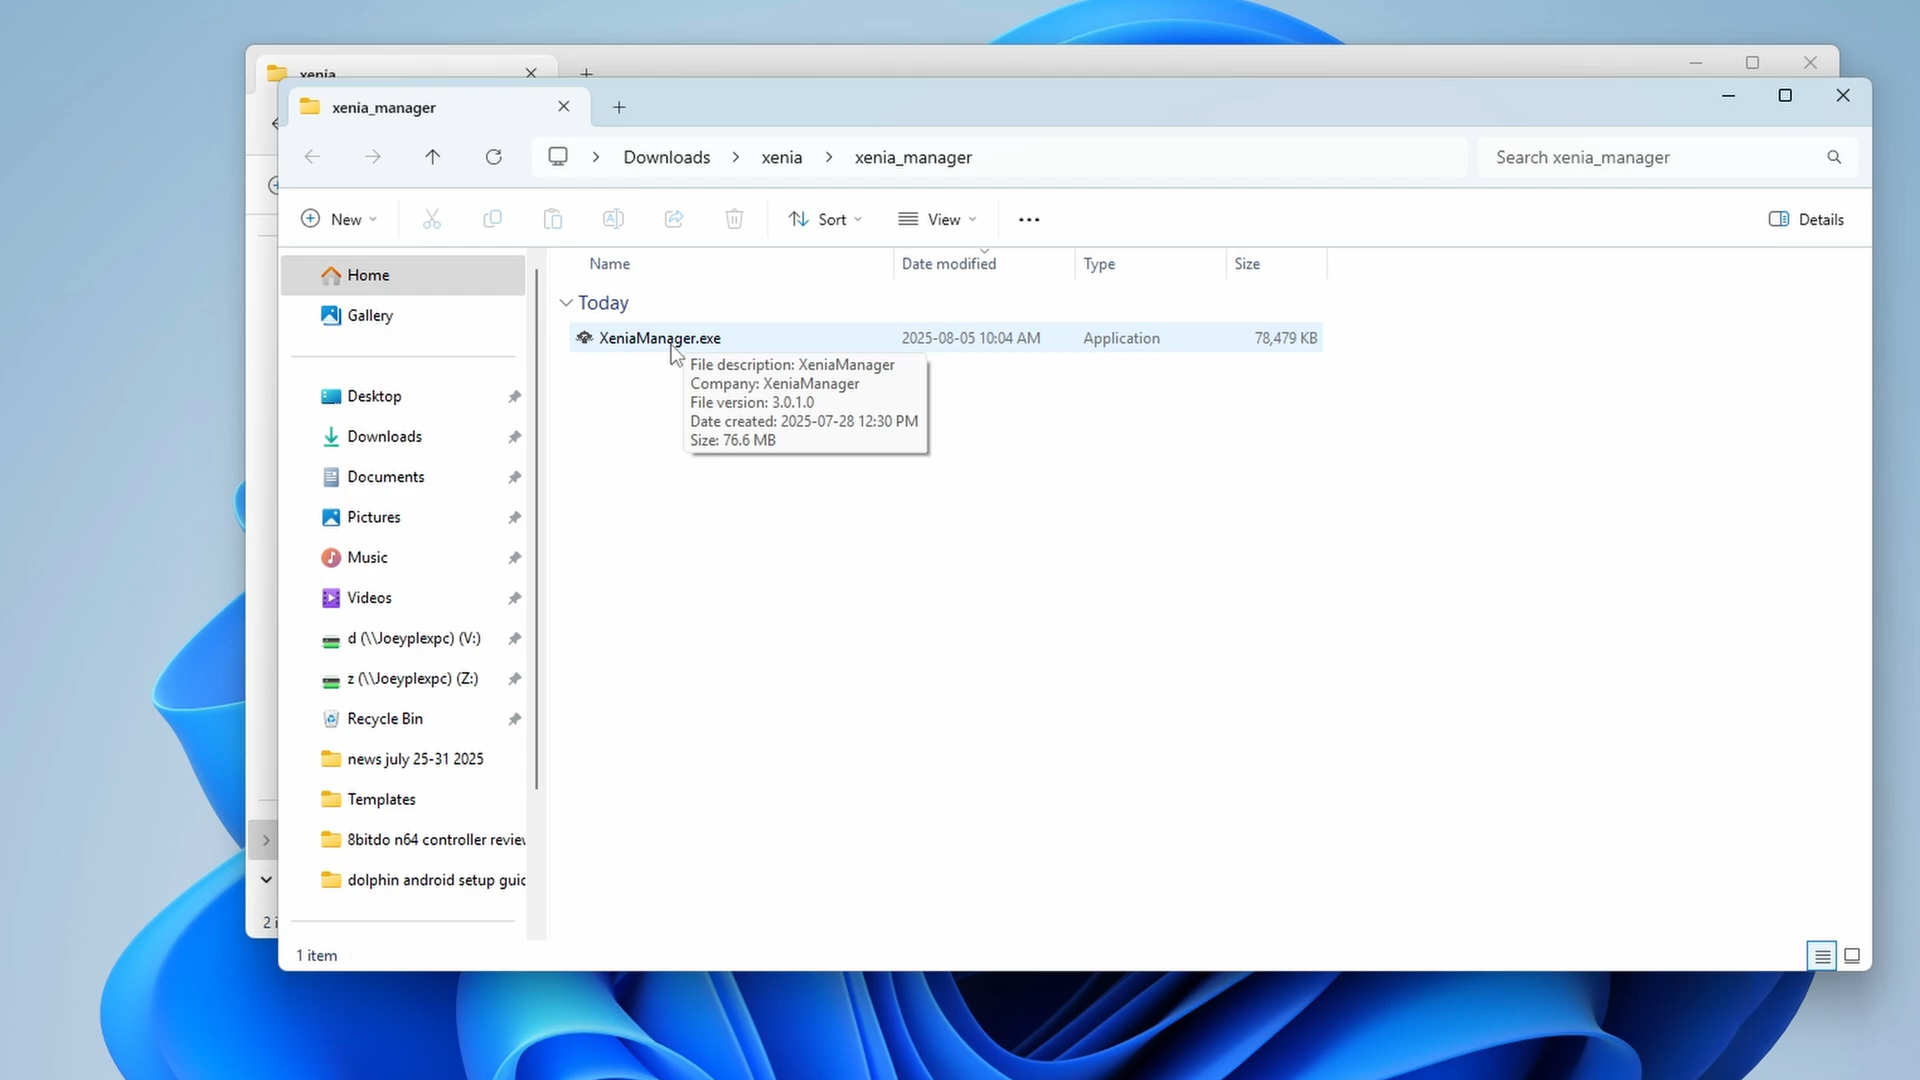 xenia
xenia_manager
Downloads
xenia
xenia_manager
Search xenia_manager
New
Sort
View
Details
Home
Gallery
Desktop
Downloads
Documents
Pictures
Music
Videos
d (\\Joeyplexpc) (V:)
z (\\Joeyplexpc) (Z:)
Recycle Bin
news july 25-31 2025
Templates
8bitdo n64 controller review
dolphin android setup guid
Name
Date modified
Type
Size
Today
XeniaManager.exe
2025-08-05 10:04 AM
Application
78,479 KB
File description: XeniaManager
Company: XeniaManager
File version: 3.0.1.0
Date created: 2025-07-28 12:30 PM
Size: 76.6 MB
2 i
1 item